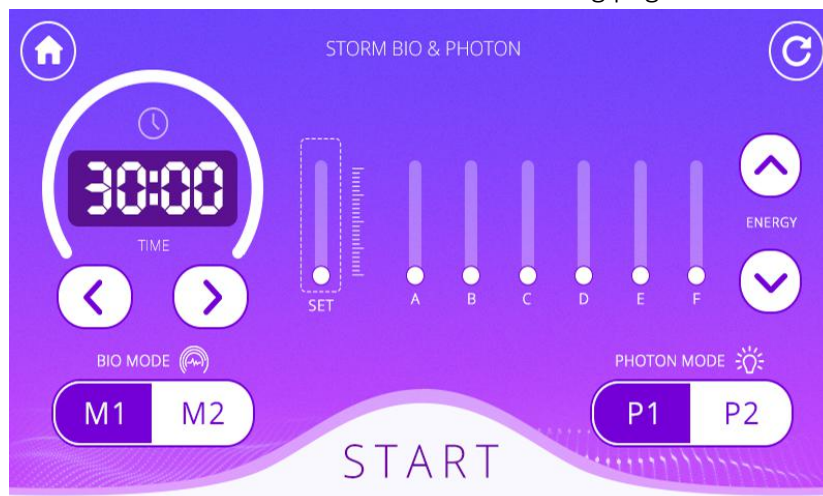 STORM BIO & PHOTON
30:00
TIME
ENERGY
SET
A B C D E F
BIO MODE
PHOTON MODE
M1 M2
P1 P2
START